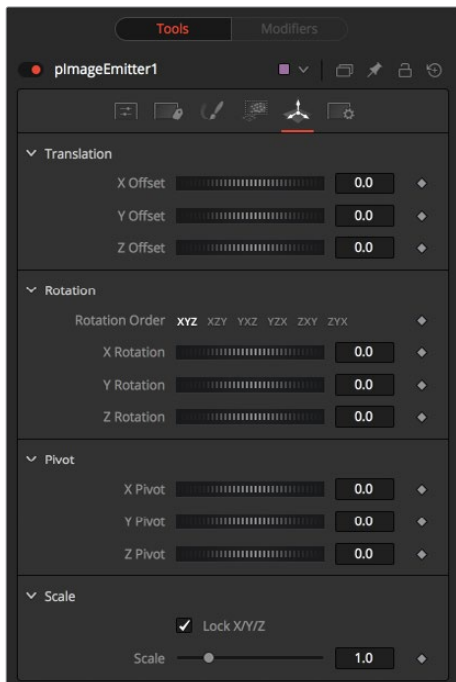 Tools Modifiers
pImageEmitter1
Translation
X Offset 0.0
Y Offset 0.0
Z Offset 0.0
Rotation
Rotation Order XYZ XZY YXZ YZX ZXY ZYX
X Rotation 0.0
Y Rotation 0.0
Z Rotation 0.0
Pivot
X Pivot 0.0
Y Pivot 0.0
Z Pivot 0.0
Scale
Lock X/Y/Z
Scale 1.0